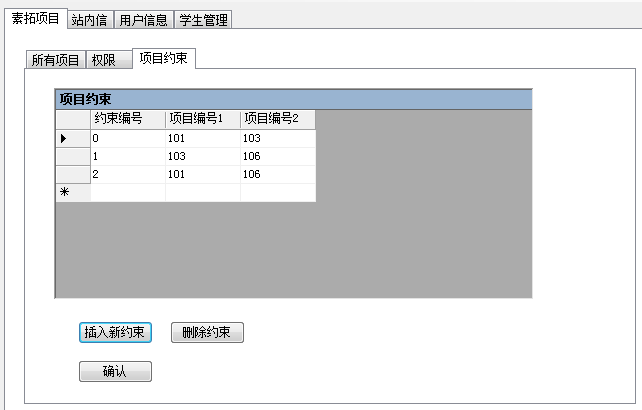 素拓项目 站内信 用户信息 学生管理
所有项目 权限 项目约束
项目约束
约束编号 项目编号1 项目编号2
0 101 103
1 103 106
2 101 106
插入新约束 删除约束
确认